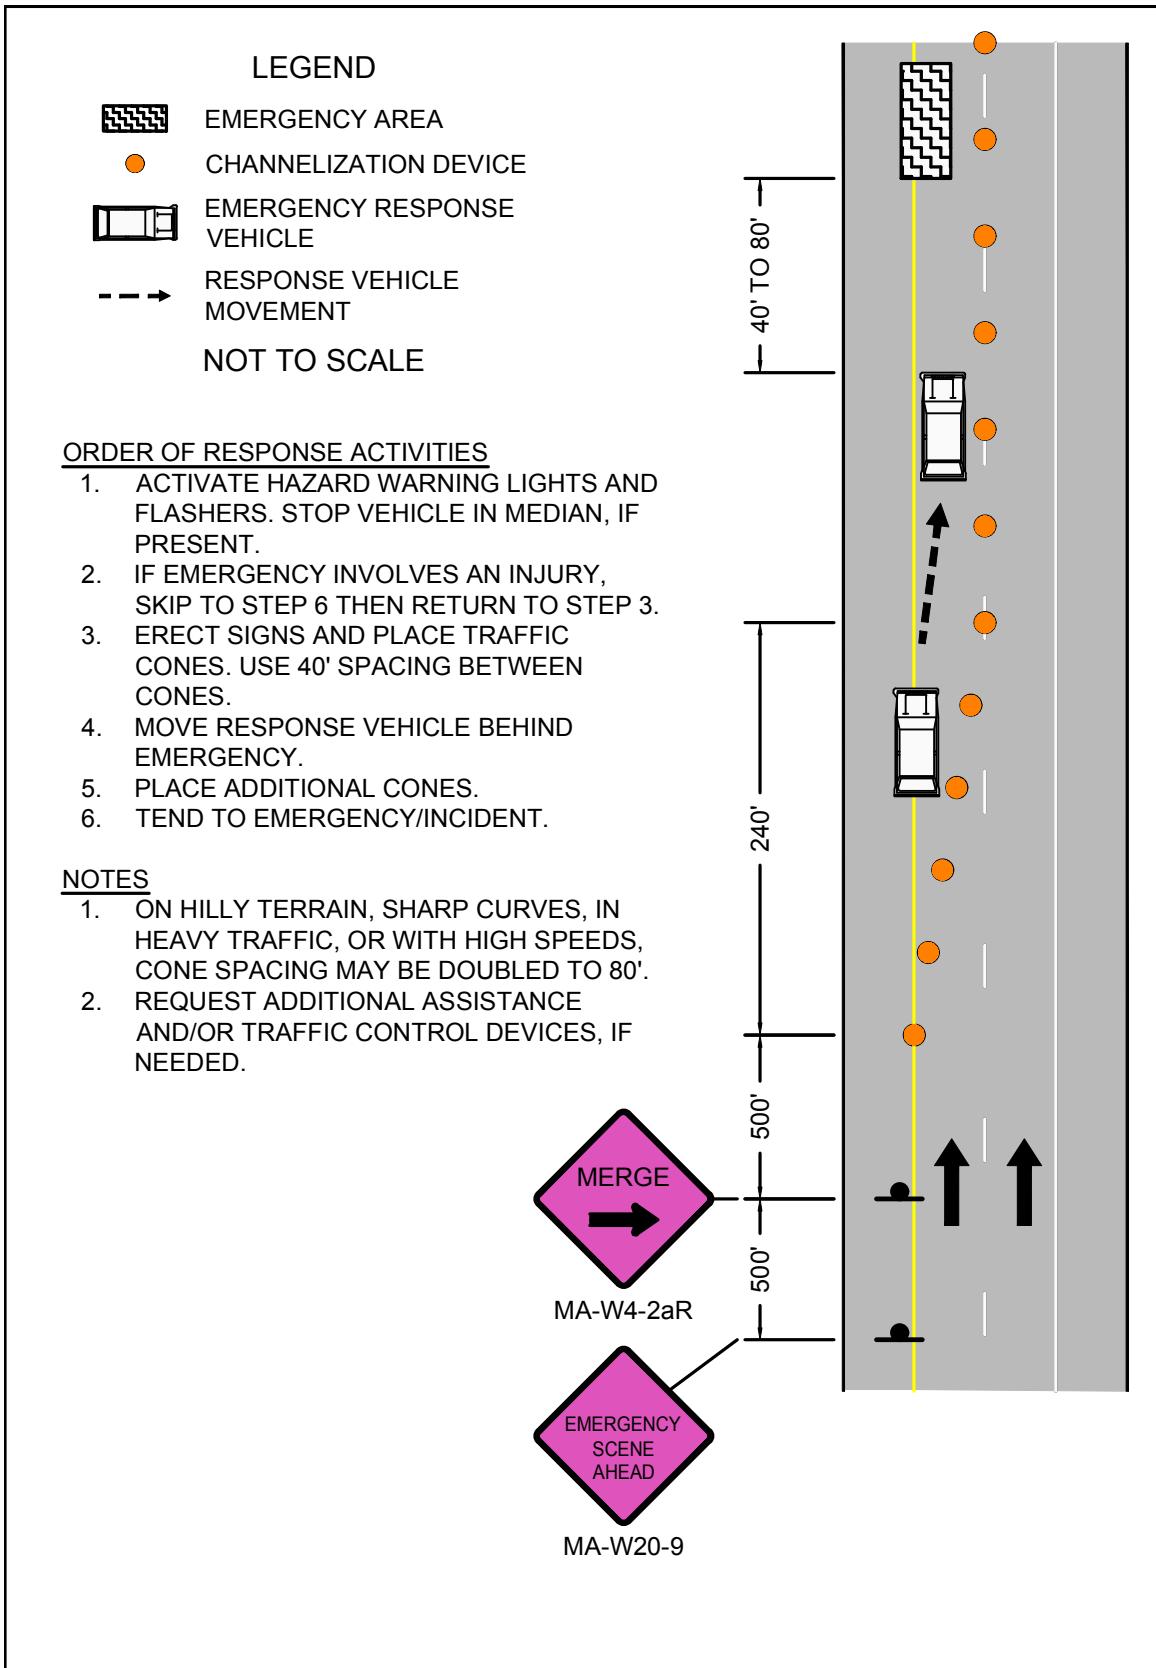 LEGEND
EMERGENCY AREA
CHANNELIZATION DEVICE
EMERGENCY RESPONSE
VEHICLE
RESPONSE VEHICLE
MOVEMENT
NOT TO SCALE
ORDER OF RESPONSE ACTIVITIES
1. ACTIVATE HAZARD WARNING LIGHTS AND
FLASHERS. STOP VEHICLE IN MEDIAN, IF
PRESENT.
2. IF EMERGENCY INVOLVES AN INJURY,
SKIP TO STEP 6 THEN RETURN TO STEP 3.
3. ERECT SIGNS AND PLACE TRAFFIC
CONES. USE 40' SPACING BETWEEN
CONES.
4. MOVE RESPONSE VEHICLE BEHIND
EMERGENCY.
5. PLACE ADDITIONAL CONES.
6. TEND TO EMERGENCY/INCIDENT.
NOTES
1. ON HILLY TERRAIN, SHARP CURVES, IN
HEAVY TRAFFIC, OR WITH HIGH SPEEDS,
CONE SPACING MAY BE DOUBLED TO 80'.
2. REQUEST ADDITIONAL ASSISTANCE
AND/OR TRAFFIC CONTROL DEVICES, IF
NEEDED.
40' TO 80'
240'
500'
500'
MERGE
MA-W4-2aR
EMERGENCY
SCENE
AHEAD
MA-W20-9